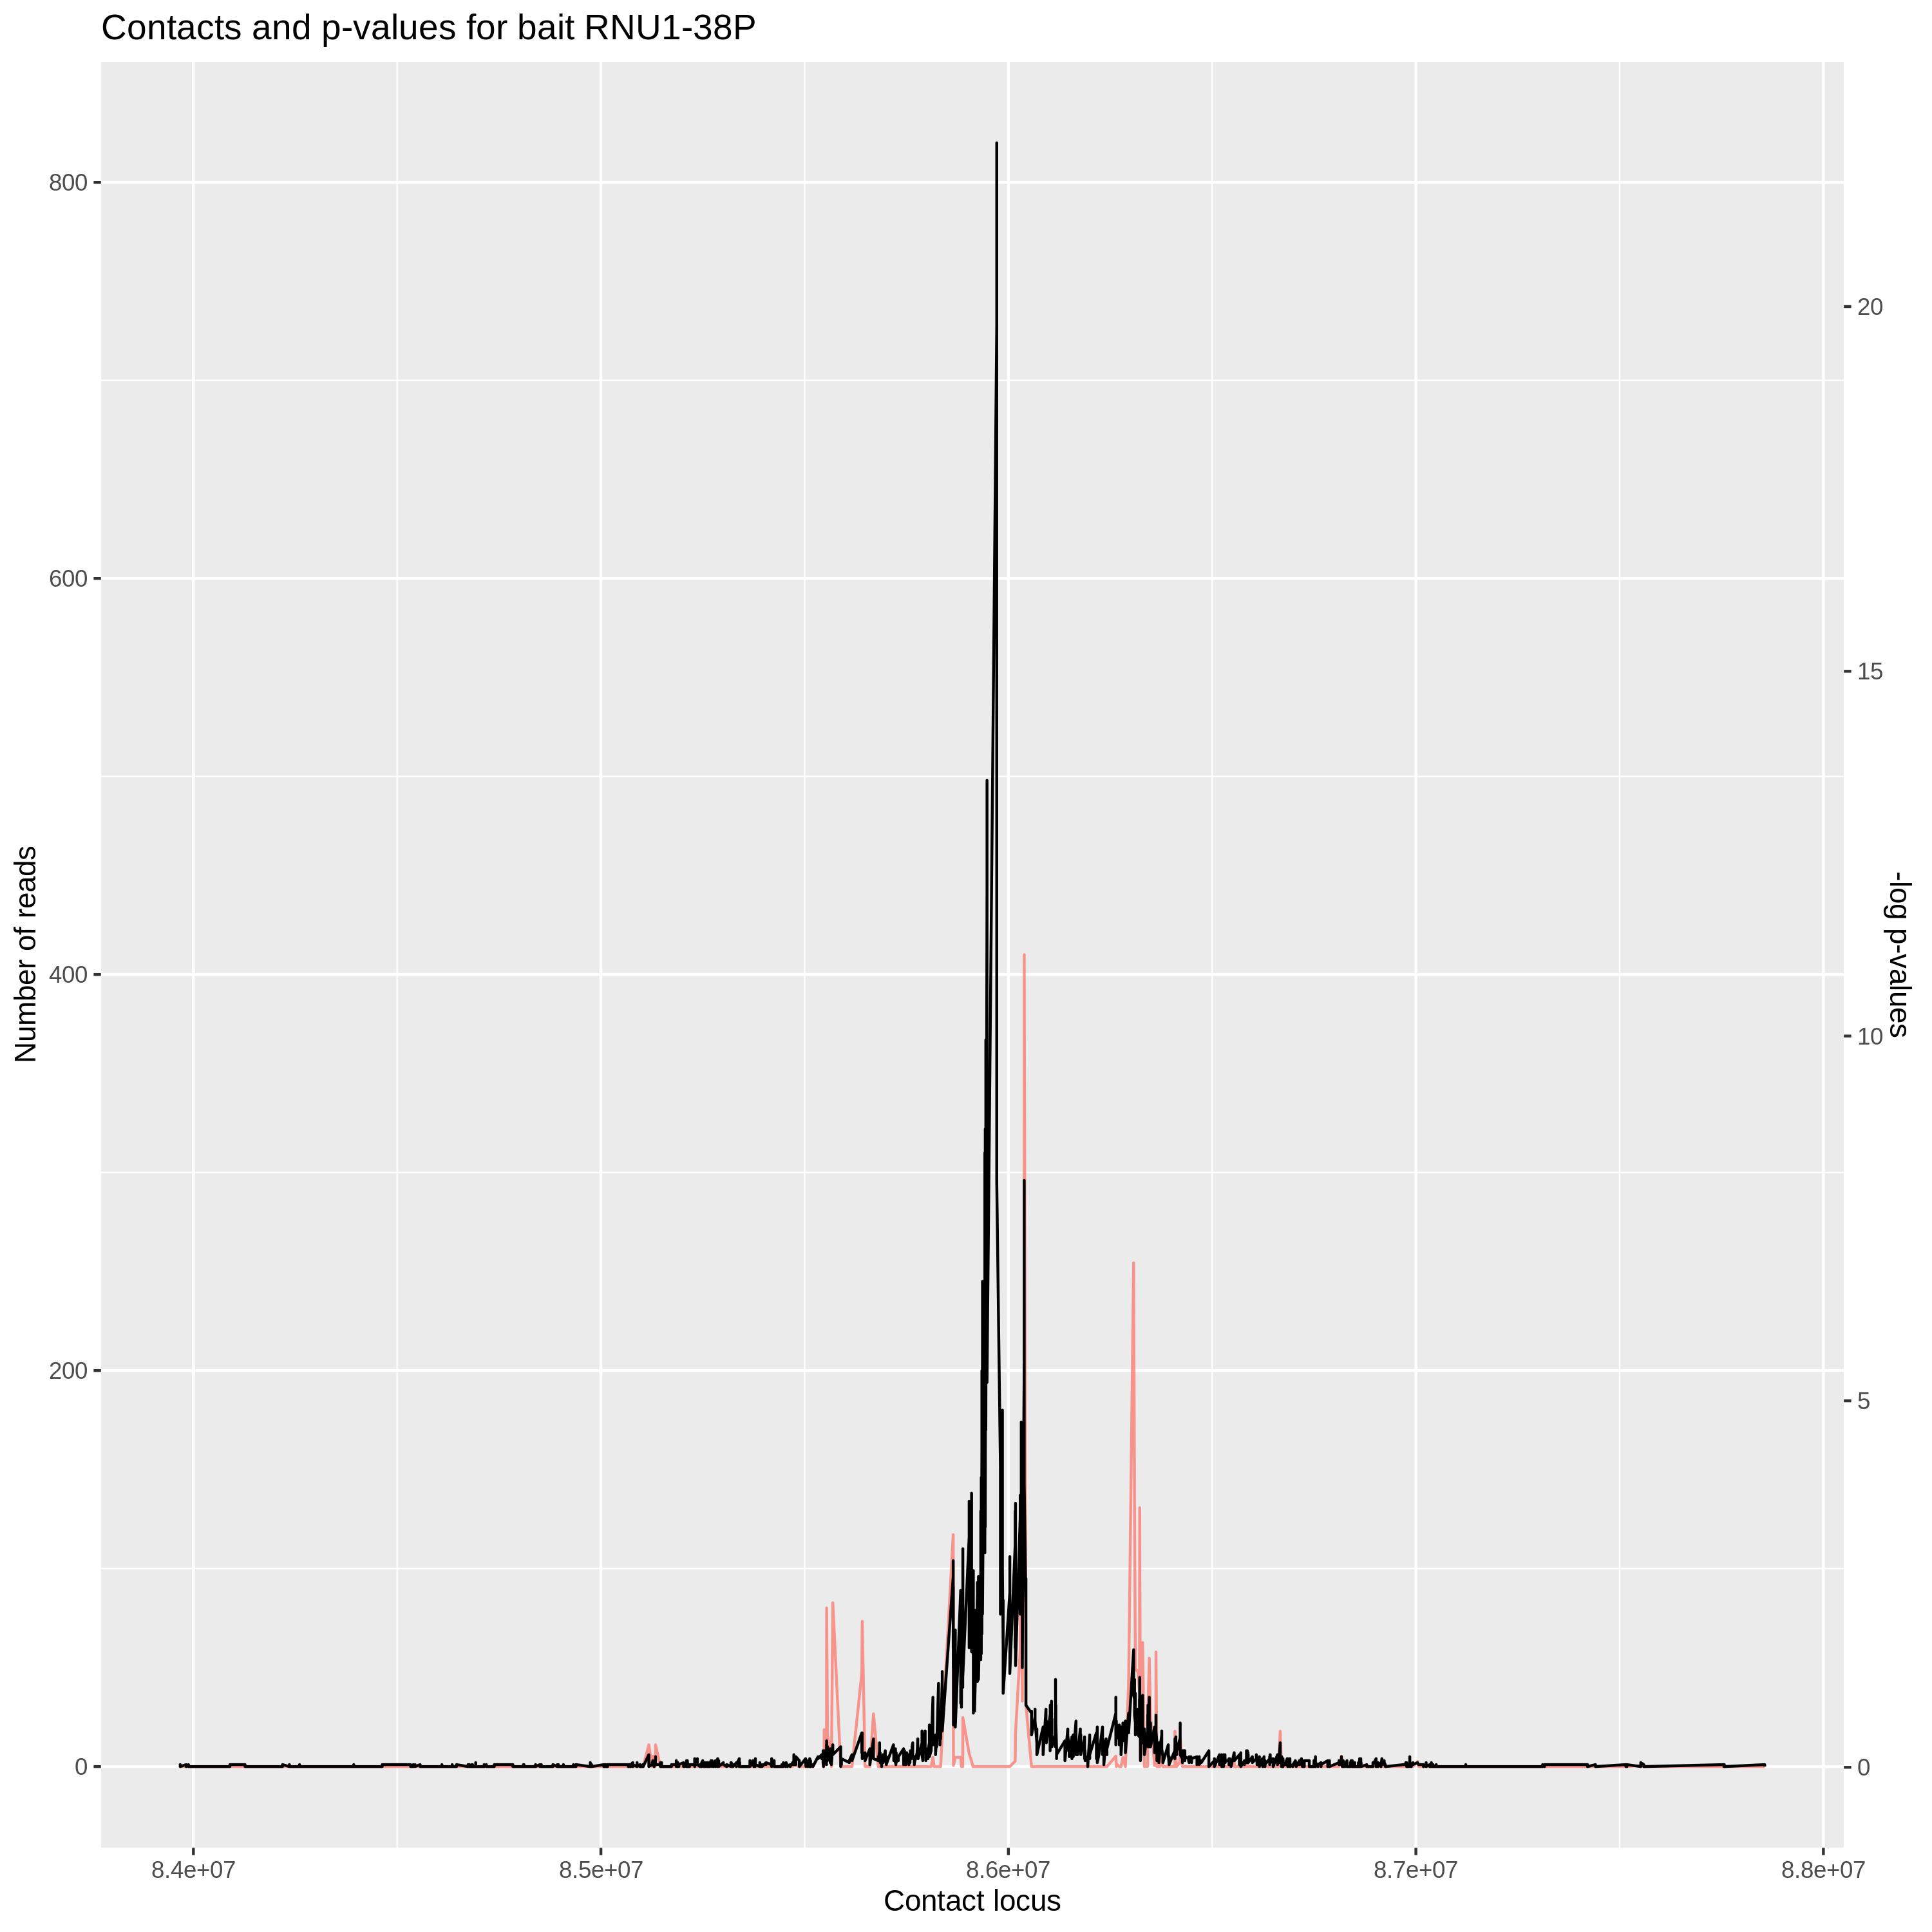 Contacts and p-values for bait RNU1-38P
800
600
400
200
0
Number of reads
20
15
10
5
0
-log p-values
8.4e+07
8.5e+07
8.6e+07
8.7e+07
8.8e+07
Contact locus